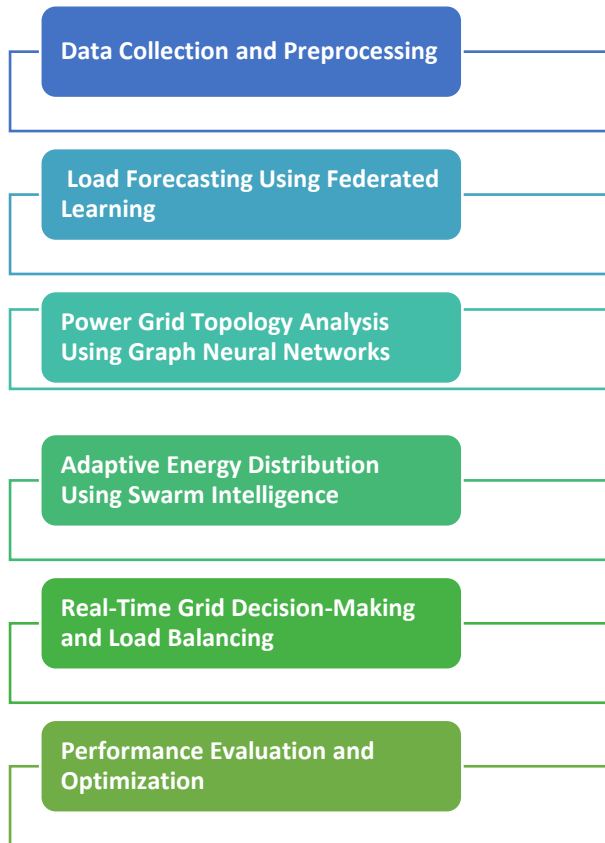 Data Collection and Preprocessing
Load Forecasting Using Federated
Learning
Power Grid Topology Analysis
Using Graph Neural Networks
Adaptive Energy Distribution
Using Swarm Intelligence
Real-Time Grid Decision-Making
and Load Balancing
Performance Evaluation and
Optimization